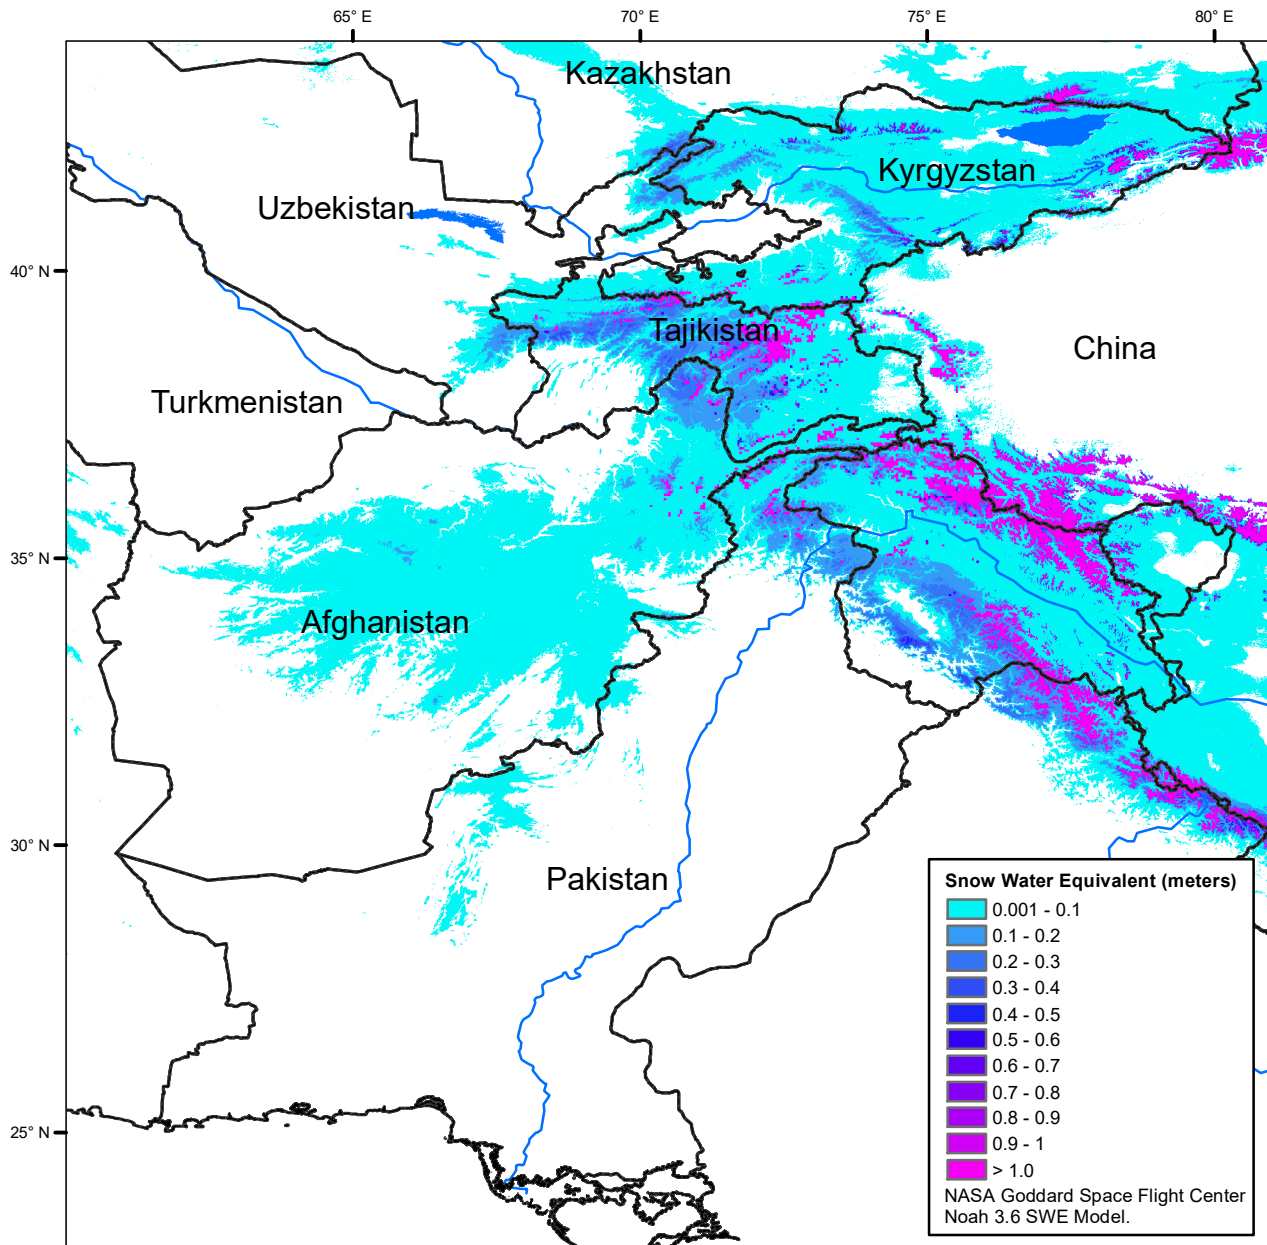 65° E
70° E
75° E
80° E
Kazakhstan
Kyrgyzstan
Uzbekistan
40° N
Tajikistan
China
Turkmenistan
35° N
Afghanistan
30° N
Pakistan
25° N
Snow Water Equivalent (meters)
0.001 - 0.1
0.1 - 0.2
0.2 - 0.3
0.3 - 0.4
0.4 - 0.5
0.5 - 0.6
0.6 - 0.7
0.7 - 0.8
0.8 - 0.9
0.9 - 1
> 1.0
NASA Goddard Space Flight Center
Noah 3.6 SWE Model.